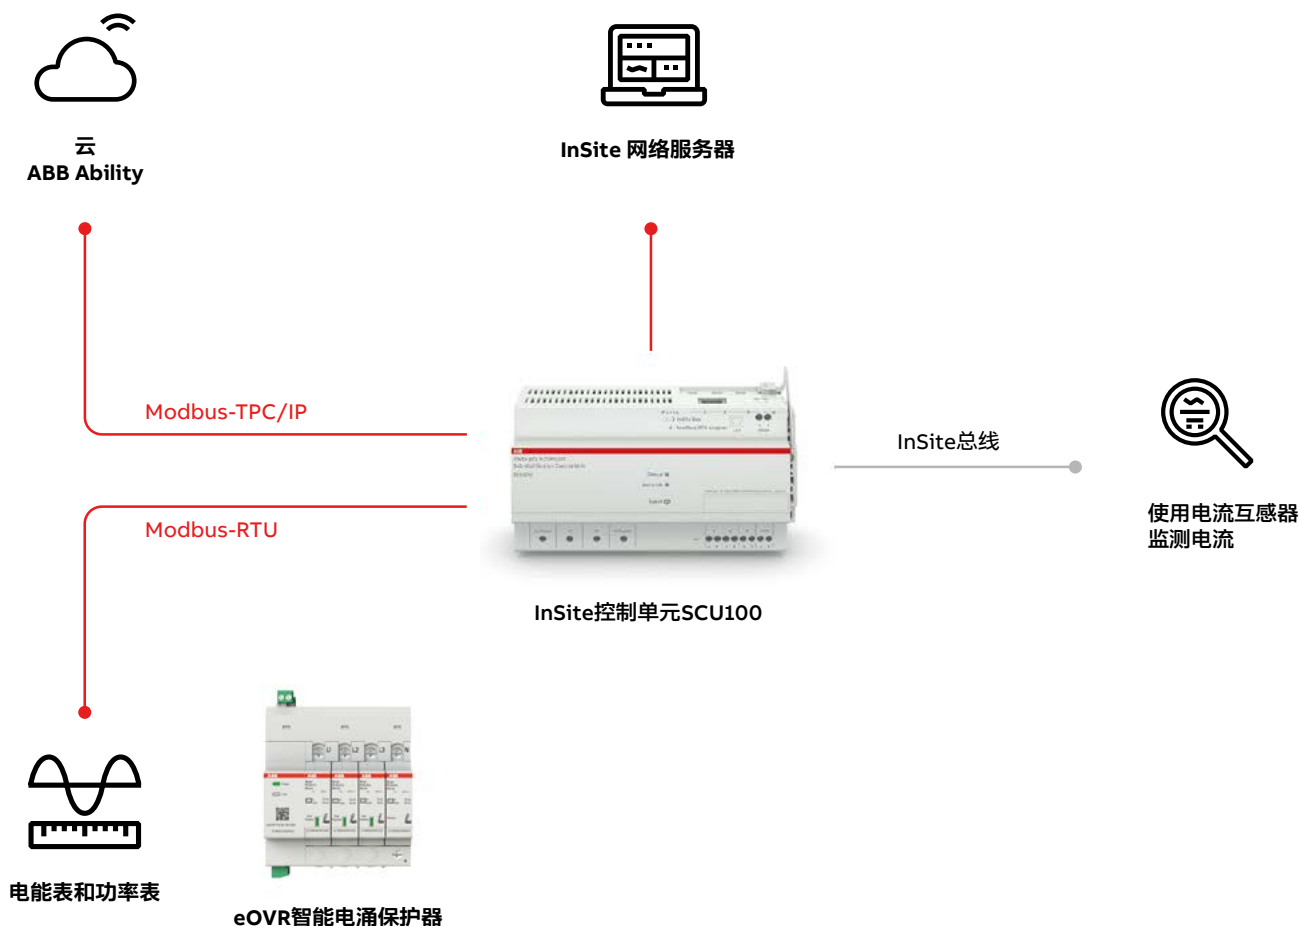 云
ABB Ability
InSite 网络服务器
Modbus-TPC/IP
InSite总线
Modbus-RTU
使用电流互感器
监测电流
InSite控制单元SCU100
L2
L3
N
电能表和功率表
eOVR智能电涌保护器